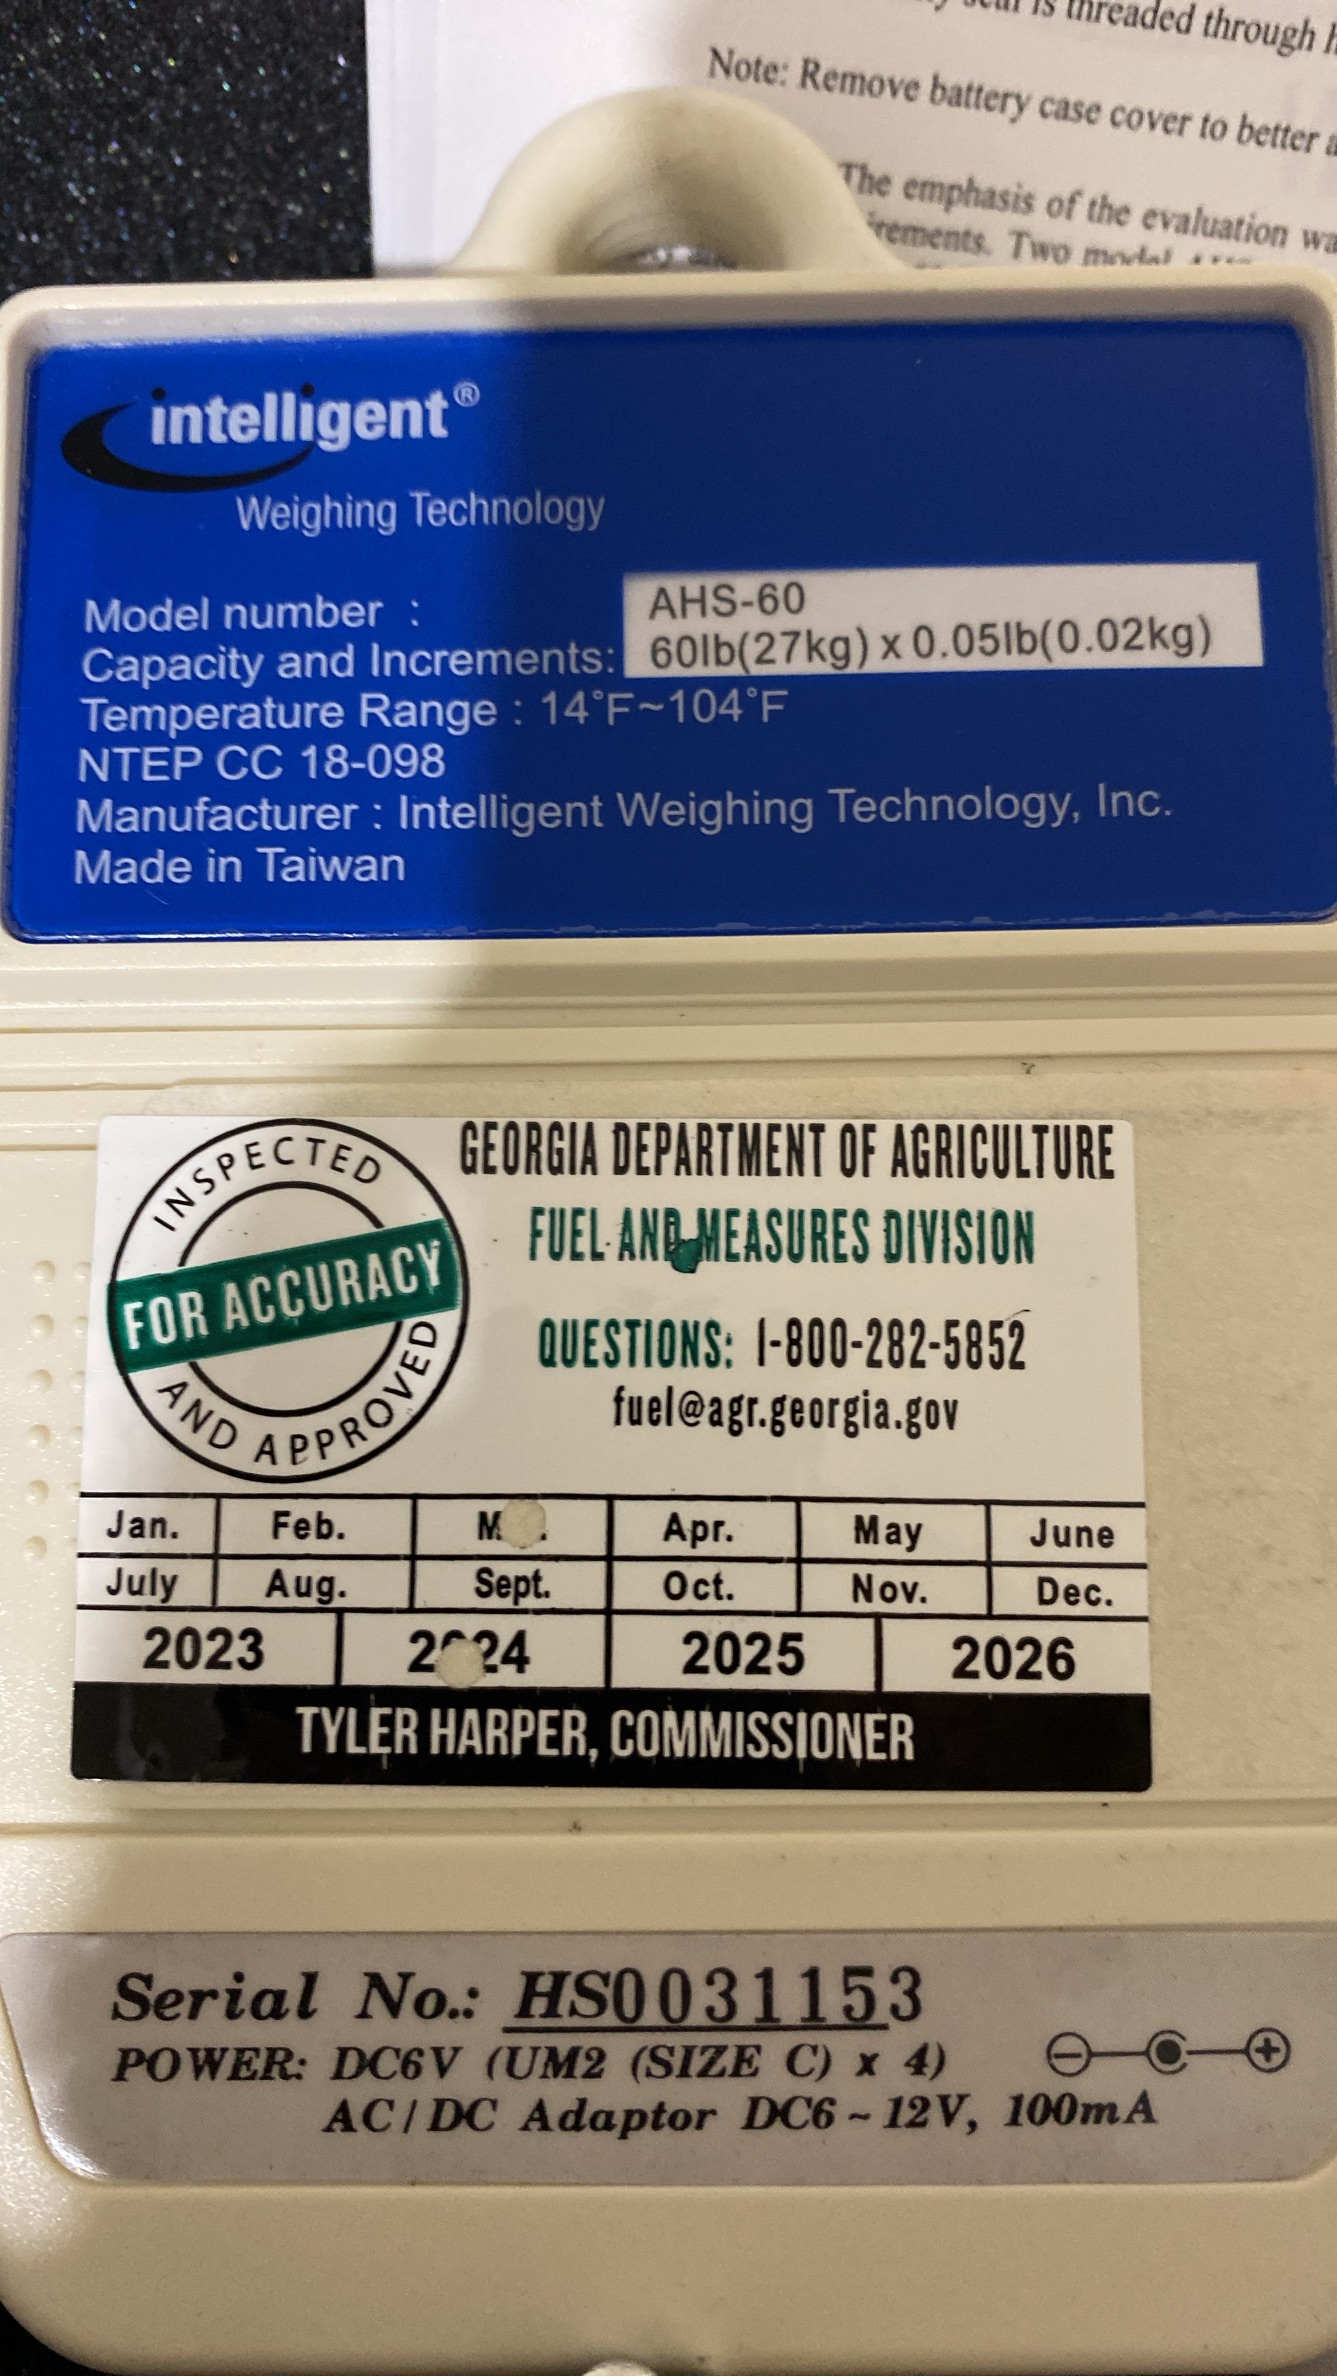 seal is threaded through
Note: Remove battery case cover to better
The emphasis of the evaluation
Two model
intelligent®
Weighing Technology
Model number : AHS-60
Capacity and Increments: 60lb(27kg) x 0.05lb(0.02kg)
Temperature Range : 14°F~104°F
NTEP CC 18-098
Manufacturer : Intelligent Weighing Technology, Inc.
Made in Taiwan
INSPECTED
FOR ACCURACY
AND APPROVED
GEORGIA DEPARTMENT OF AGRICULTURE
FUEL AND MEASURES DIVISION
QUESTIONS: 1-800-282-5852
fuel@agr.georgia.gov
Jan. Feb. M . Apr. May June
July Aug. Sept. Oct. Nov. Dec.
2023 2024 2025 2026
TYLER HARPER, COMMISSIONER
Serial No.: HS0031153
POWER: DC6V (UM2 (SIZE C) x 4)
AC/DC Adaptor DC6~12V, 100mA